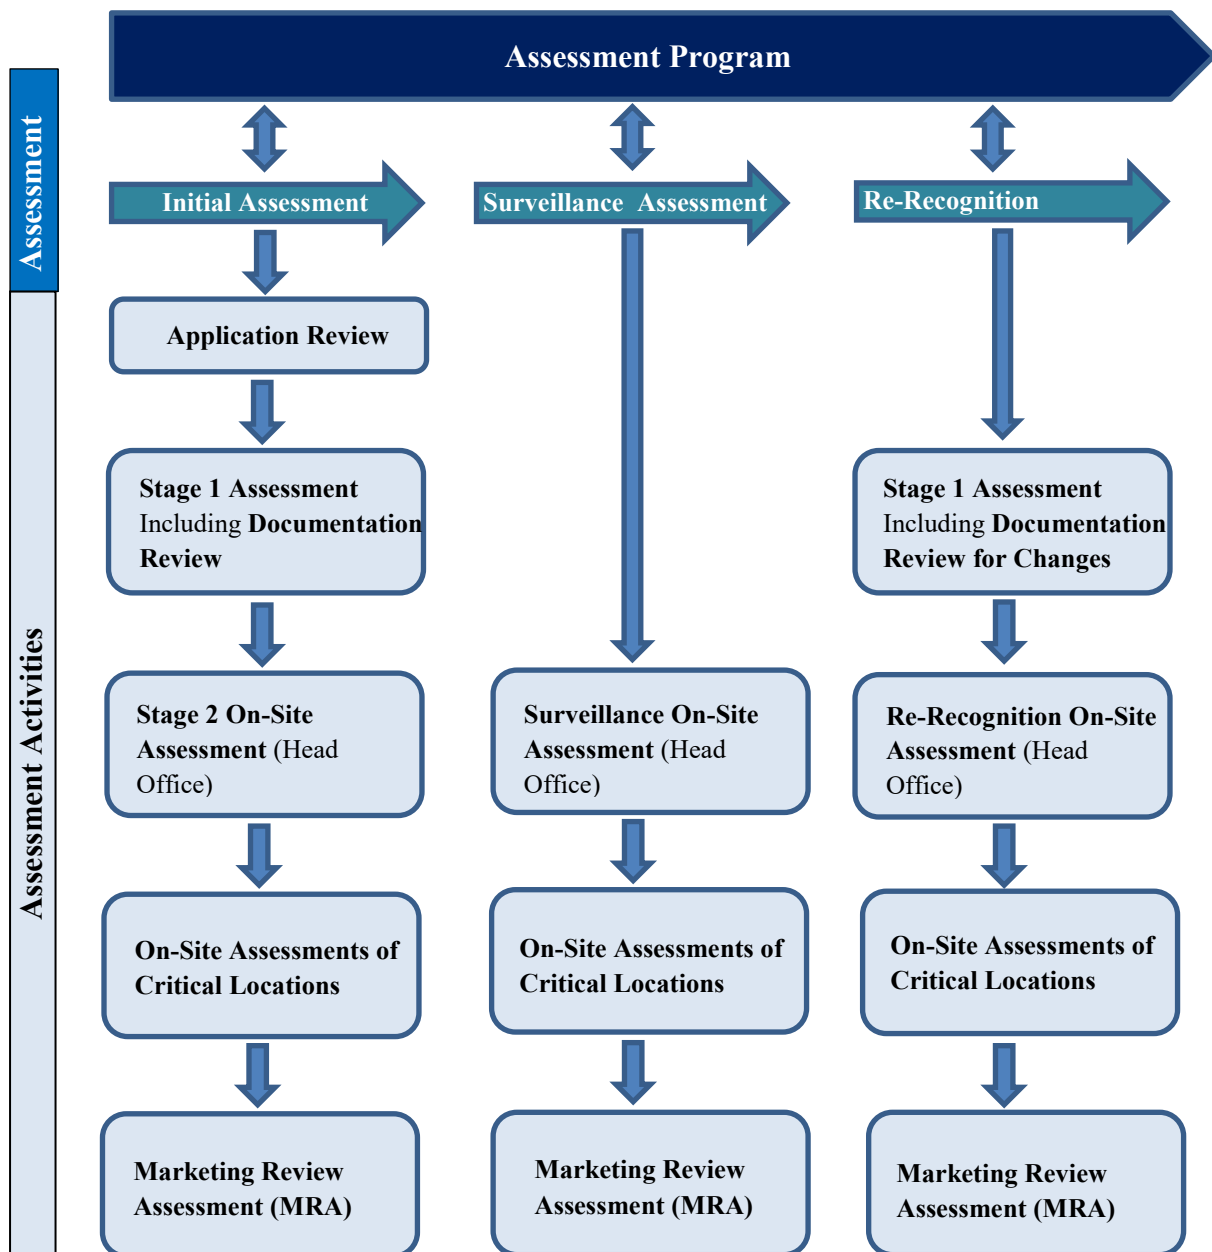 Assessment Program
Assessment
Initial Assessment
Surveillance Assessment
Re-Recognition
Assessment Activities
Application Review
Stage 1 Assessment
Including Documentation
Review
Stage 1 Assessment
Including Documentation
Review for Changes
Stage 2 On-Site
Assessment (Head
Office)
Surveillance On-Site
Assessment (Head
Office)
Re-Recognition On-Site
Assessment (Head
Office)
On-Site Assessments of
Critical Locations
On-Site Assessments of
Critical Locations
On-Site Assessments of
Critical Locations
Marketing Review
Assessment (MRA)
Marketing Review
Assessment (MRA)
Marketing Review
Assessment (MRA)